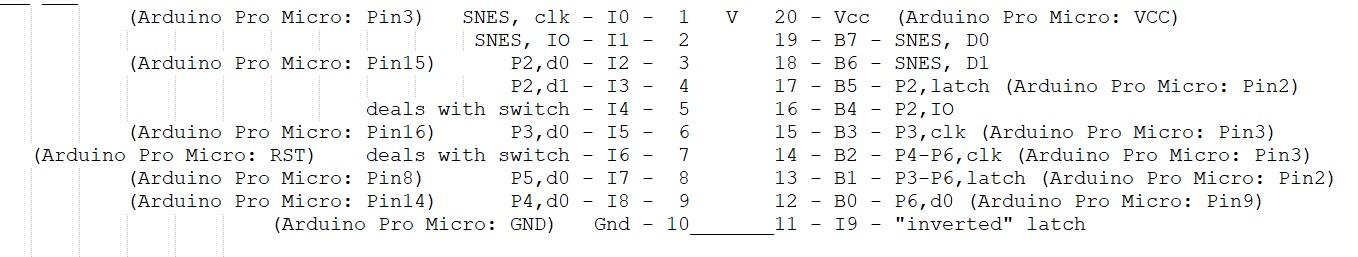 (Arduino Pro Micro: Pin3) SNES, clk - I0 - 1 V 20 - Vcc (Arduino Pro Micro: VCC)
SNES, IO - I1 - 2 19 - B7 - SNES, D0
(Arduino Pro Micro: Pin15) P2,d0 - I2 - 3 18 - B6 - SNES, D1
P2,d1 - I3 - 4 17 - B5 - P2,latch (Arduino Pro Micro: Pin2)
deals with switch - I4 - 5 16 - B4 - P2,IO
(Arduino Pro Micro: Pin16) P3,d0 - I5 - 6 15 - B3 - P3,clk (Arduino Pro Micro: Pin3)
(Arduino Pro Micro: RST) deals with switch - I6 - 7 14 - B2 - P4-P6,clk (Arduino Pro Micro: Pin3)
(Arduino Pro Micro: Pin8) P5,d0 - I7 - 8 13 - B1 - P3-P6,latch (Arduino Pro Micro: Pin2)
(Arduino Pro Micro: Pin14) P4,d0 - I8 - 9 12 - B0 - P6,d0 (Arduino Pro Micro: Pin9)
(Arduino Pro Micro: GND) Gnd - 10_______11 - I9 - "inverted" latch